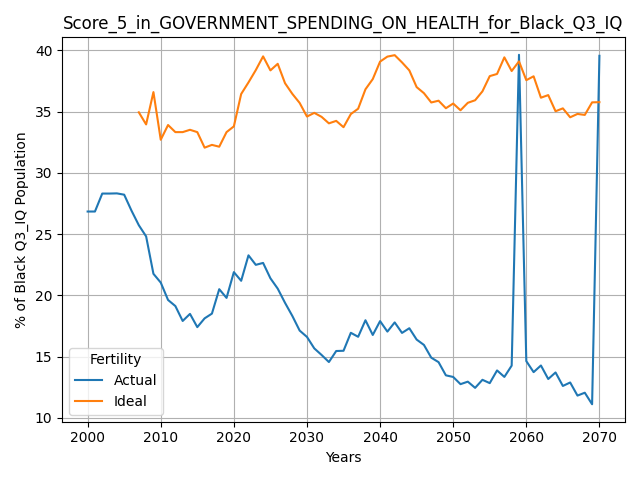 Score_5_in_GOVERNMENT_SPENDING_ON_HEALTH_for_Black_Q3_IQ
% of Black Q3_IQ Population
40
35
30
25
20
15
10
Fertility
Actual
Ideal
2000 2010 2020 2030 2040 2050 2060 2070
Years